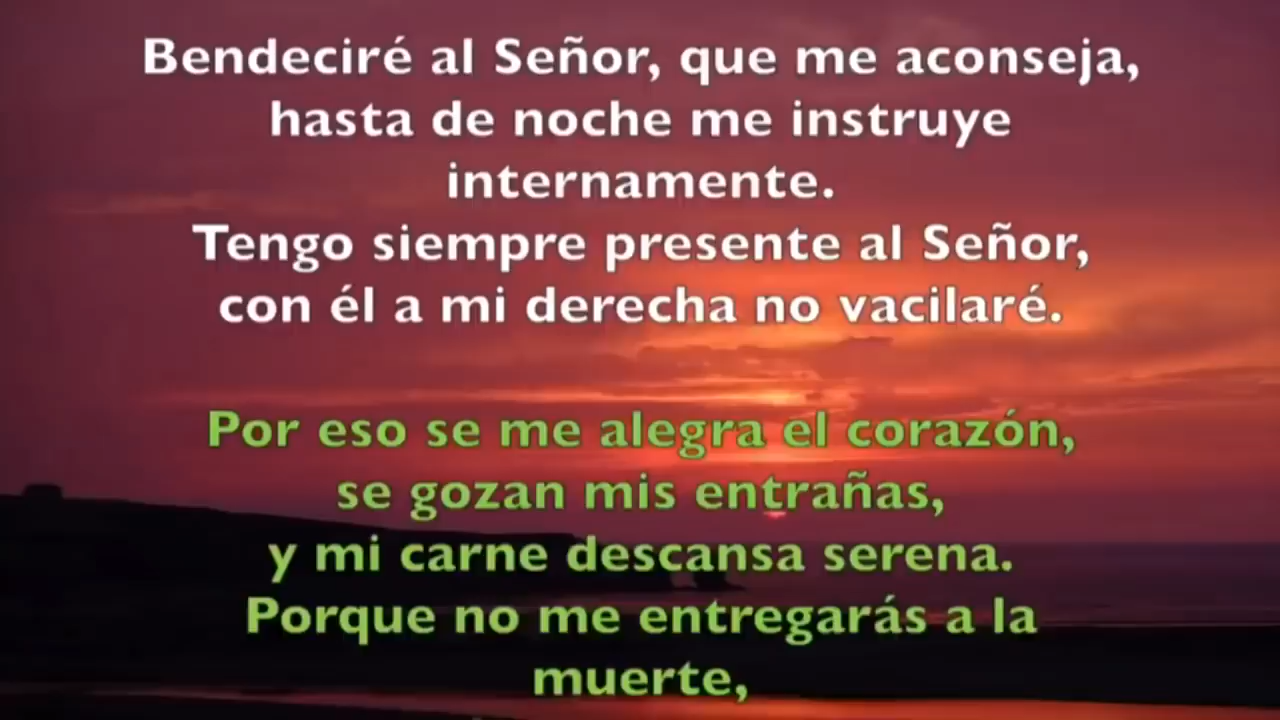 Bendeciré al Señor, que me aconseja,
hasta de noche me instruye
internamente.
Tengo siempre presente al Señor,
con él a mi derecha no vacilaré.
Por eso se me alegra el corazón,
se gozan mis entrañas,
y mi carne descansa serena.
Porque no me entregarás a la
muerte,